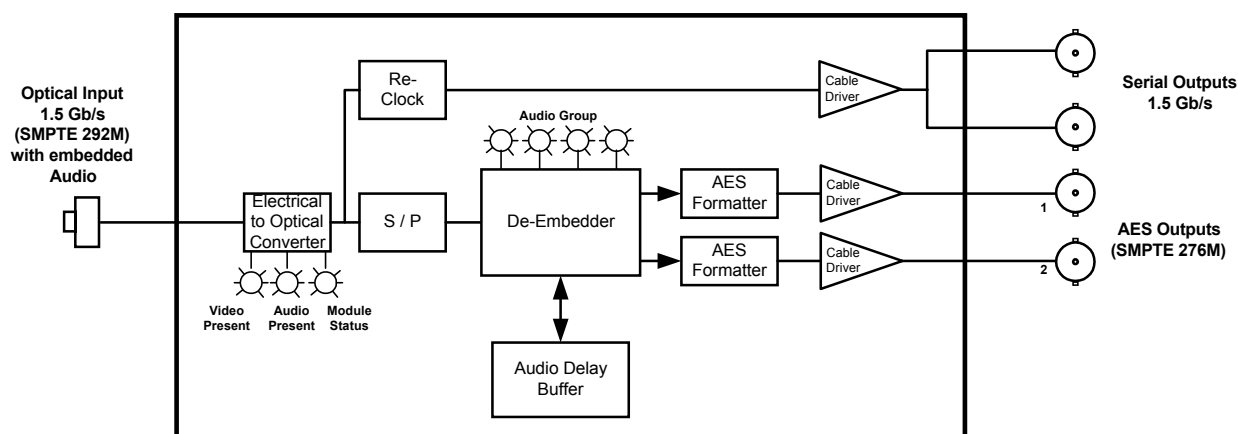 Optical Input
1.5 Gb/s
(SMPTE 292M)
with embedded
Audio
Electrical
to Optical
Converter
Video
Present
Audio
Present
Module
Status
Re-
Clock
S / P
Audio Group
De-Embedder
Audio Delay
Buffer
AES
Formatter
AES
Formatter
Cable
Driver
Cable
Driver
Cable
Driver
Serial Outputs
1.5 Gb/s
1
2
AES Outputs
(SMPTE 276M)